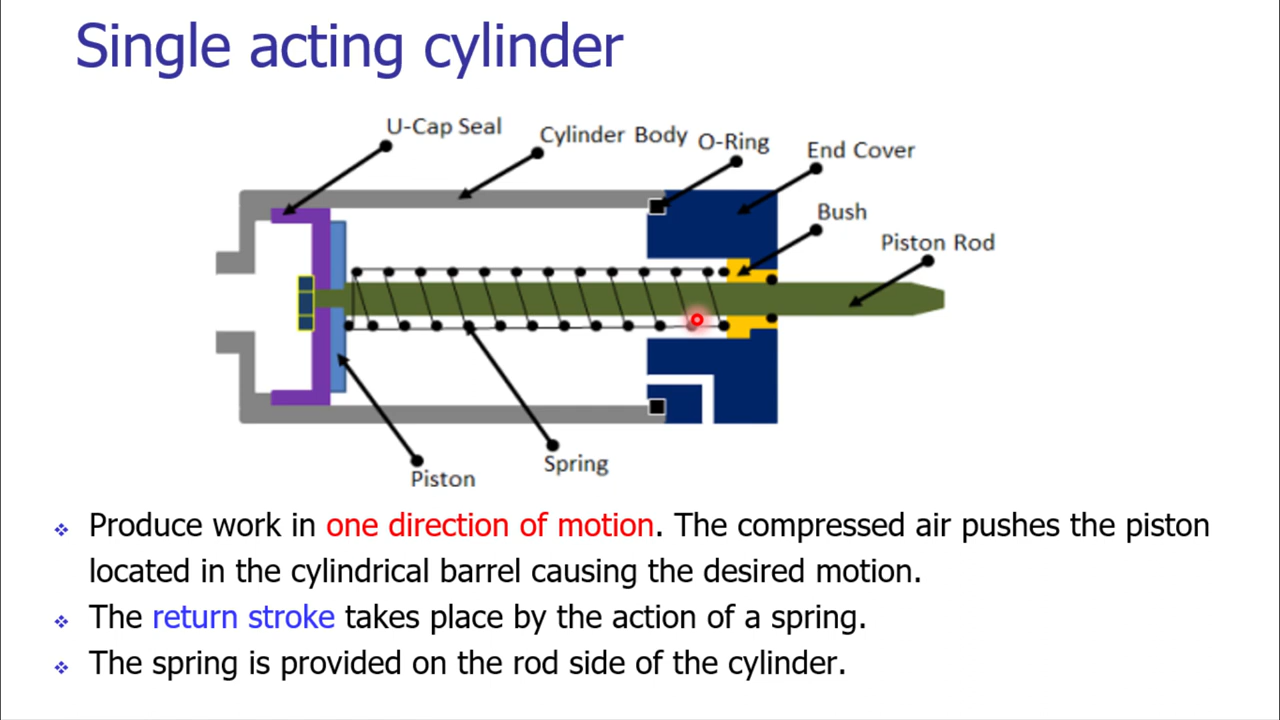 Single acting cylinder
U-Cap Seal
Cylinder Body
O-Ring
End Cover
Bush
Piston Rod
Piston
Spring
❖ Produce work in one direction of motion. The compressed air pushes the piston
located in the cylindrical barrel causing the desired motion.
❖ The return stroke takes place by the action of a spring.
❖ The spring is provided on the rod side of the cylinder.